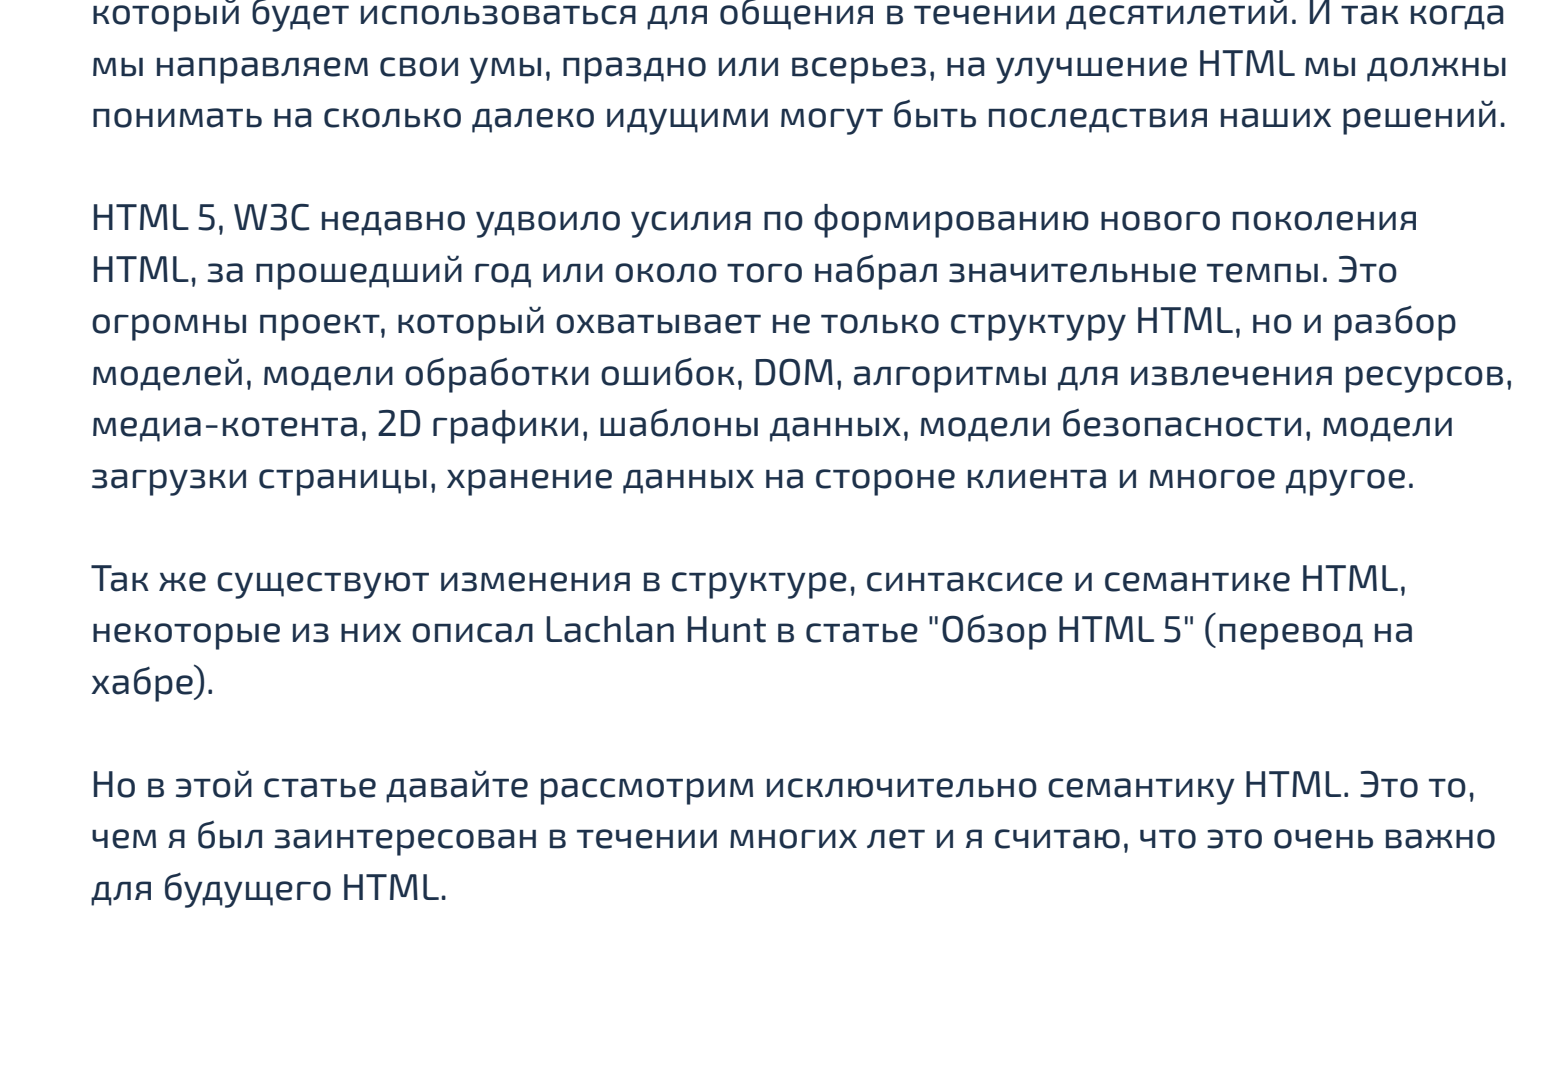 который будет использоваться для общения в течении десятилетий. И так когда
мы направляем свои умы, праздно или всерьез, на улучшение HTML мы должны
понимать на сколько далеко идущими могут быть последствия наших решений.
HTML 5, W3C недавно удвоило усилия по формированию нового поколения
HTML, за прошедший год или около того набрал значительные темпы. Это
огромны проект, который охватывает не только структуру HTML, но и разбор
моделей, модели обработки ошибок, DOM, алгоритмы для извлечения ресурсов,
медиа-котента, 2D графики, шаблоны данных, модели безопасности, модели
загрузки страницы, хранение данных на стороне клиента и многое другое.
Так же существуют изменения в структуре, синтаксисе и семантике HTML,
некоторые из них описал Lachlan Hunt в статье "Обзор HTML 5" (перевод на
хабре).
Но в этой статье давайте рассмотрим исключительно семантику HTML. Это то,
чем я был заинтересован в течении многих лет и я считаю, что это очень важно
для будущего HTML.